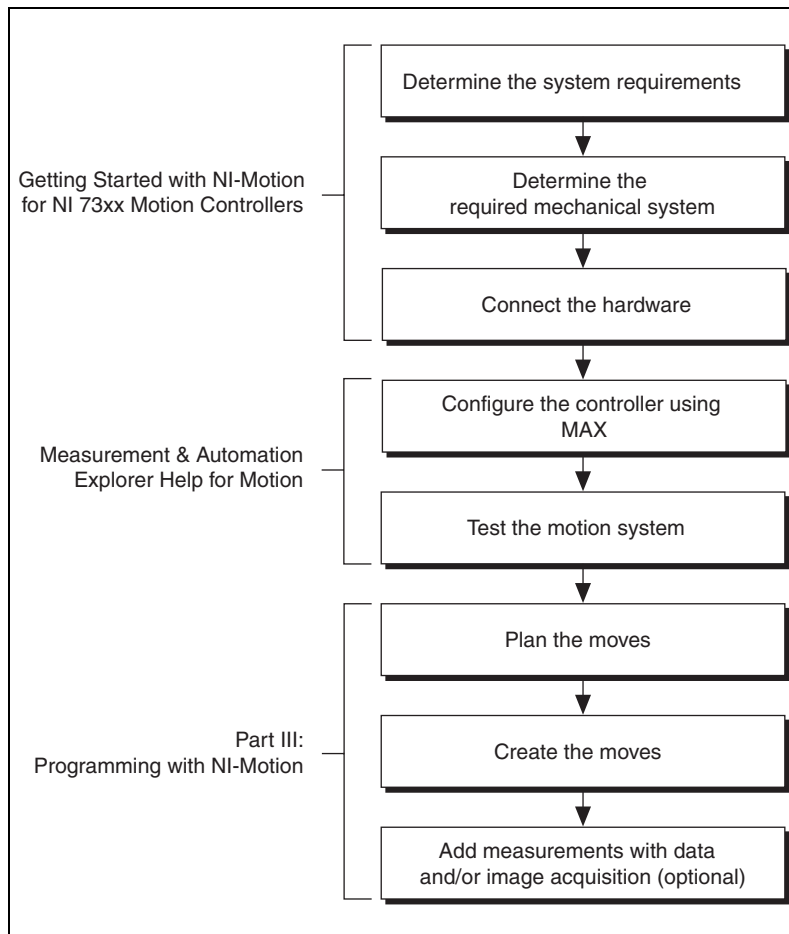 Determine the system requirements
Getting Started with NI-Motion
for NI 73xx Motion Controllers
Determine the
required mechanical system
Connect the hardware
Configure the controller using
MAX
Measurement & Automation
Explorer Help for Motion
Test the motion system
Plan the moves
Part III:
Programming with NI-Motion
Create the moves
Add measurements with data
and/or image acquisition (optional)